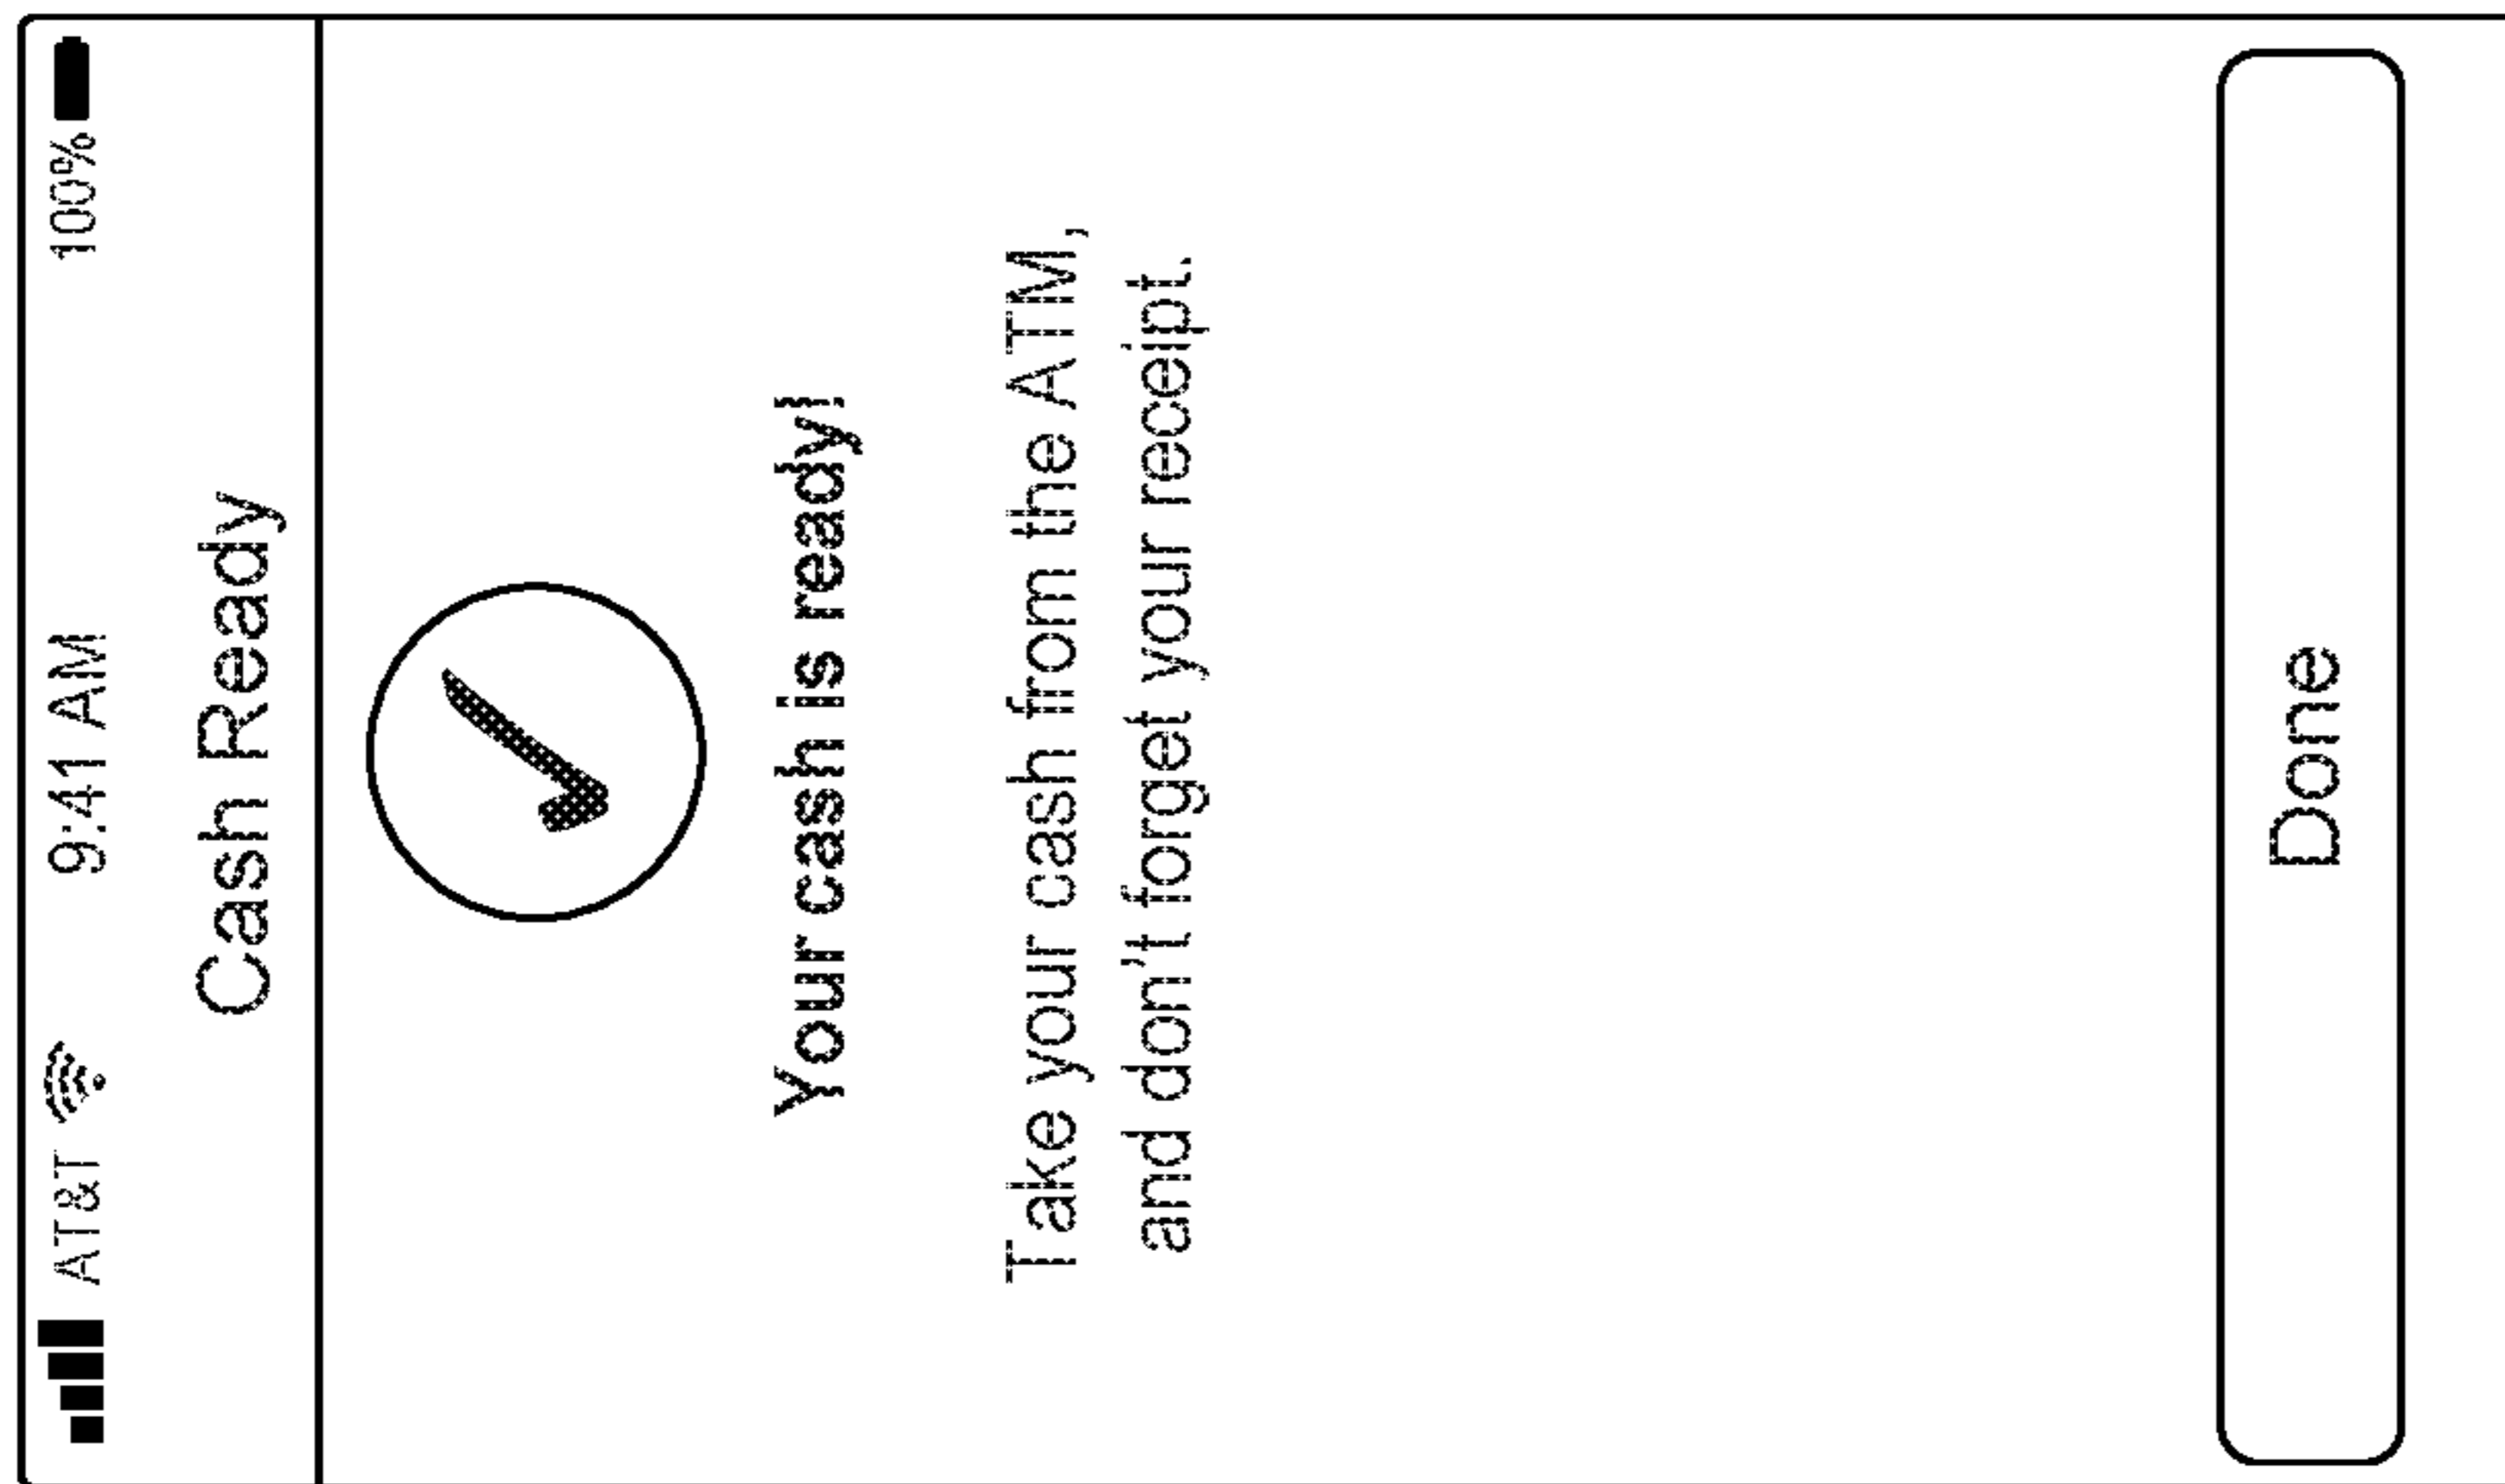 AT&T 9:41 AM 100%
Cash Ready
Your cash is ready!
Take your cash from the ATM,
and don't forget your receipt.
Done